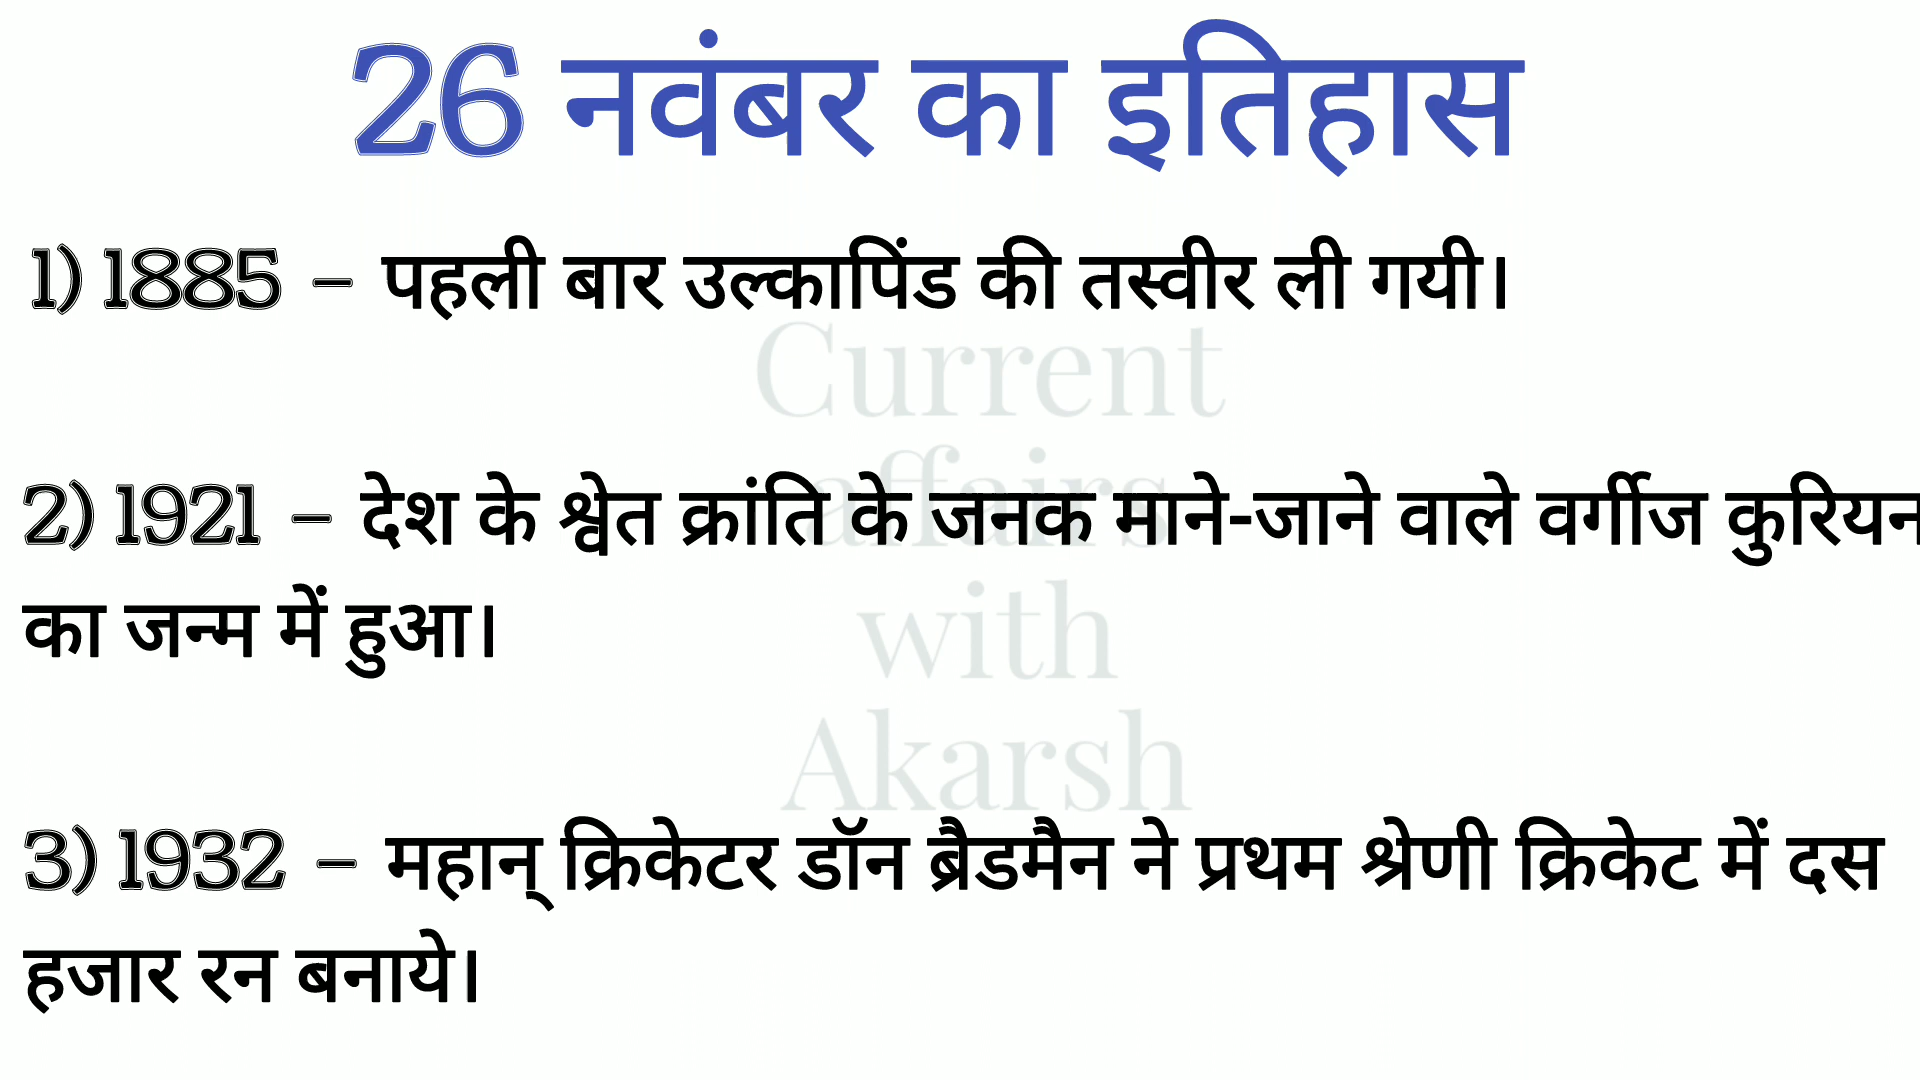 26 नवंबर का इतिहास
1) 1885 – पहली बार उल्कापिंड की तस्वीर ली गयी।
Current
affairs
2) 1921 – देश के श्वेत क्रांति के जनक माने-जाने वाले वर्गीज कुरियन
का जन्म में हुआ।
with
Akarsh
3) 1932 – महान् क्रिकेटर डॉन ब्रैडमैन ने प्रथम श्रेणी क्रिकेट में दस
हजार रन बनाये।